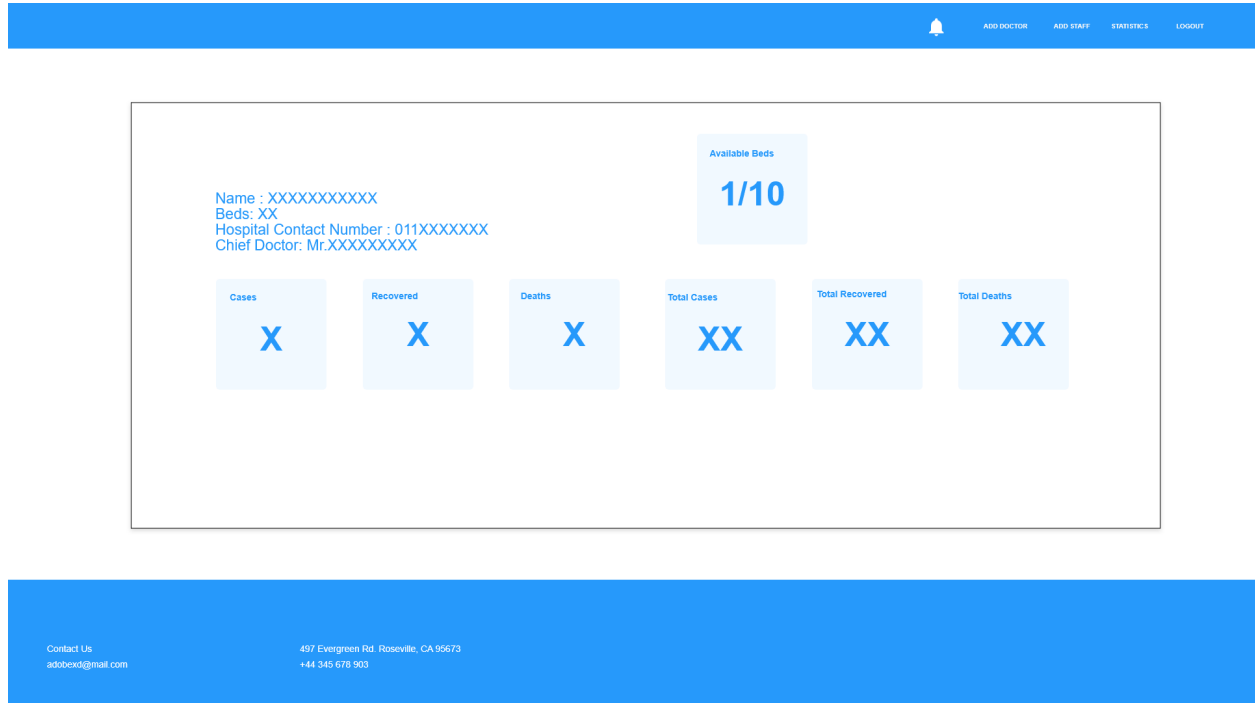 ADD DOCTOR ADD STAFF STATISTICS LOGOUT
Available Beds
1/10
Name : XXXXXXXXXXX
Beds: XX
Hospital Contact Number : 011XXXXXXX
Chief Doctor: Mr.XXXXXXXXX
Cases
X
Recovered
X
Deaths
X
Total Cases
XX
Total Recovered
XX
Total Deaths
XX
Contact Us
adobexd@mail.com
497 Evergreen Rd. Roseville, CA 95673
+44 345 678 903